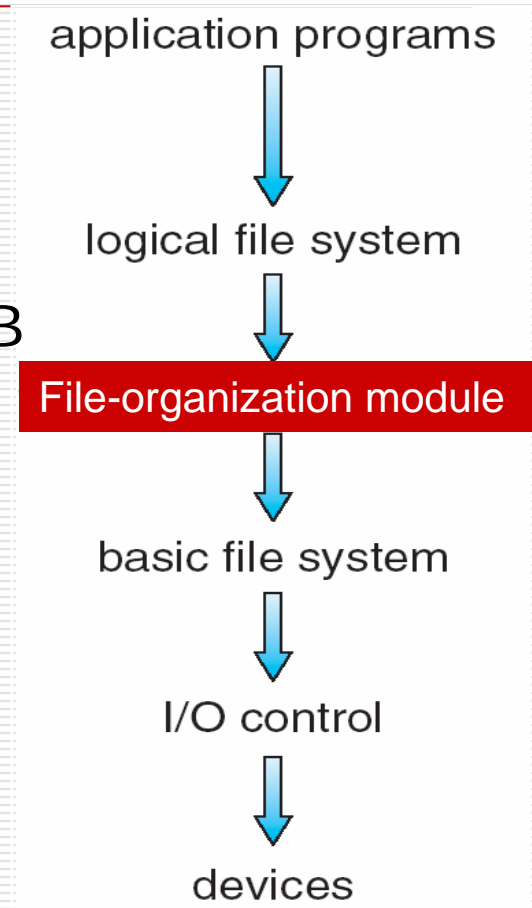 application programs
logical file system
B
File-organization module
basic file system
I/O control
devices